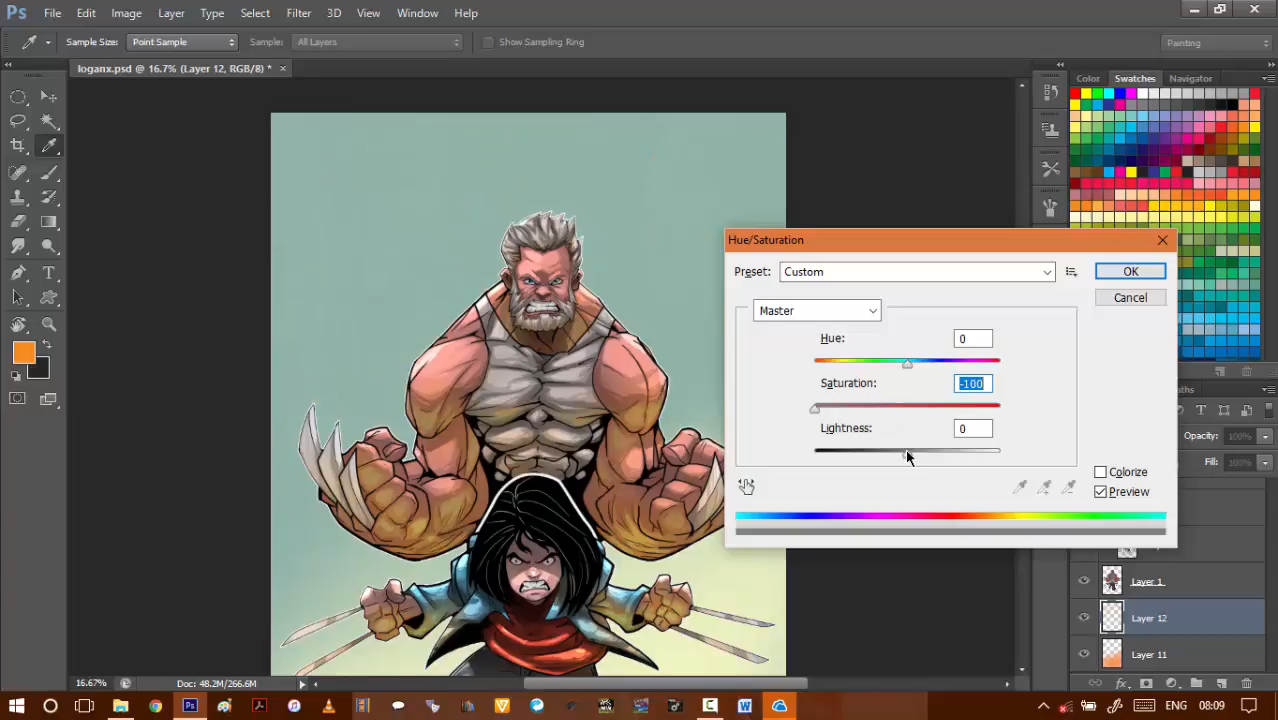 Ps File Edit Image Layer Type Select Filter 3D View Window Help
Sample Size: Point Sample Sample: All Layers Show Sampling Ring Painting
loganx.psd @ 16.7% (Layer 12, RGB/8) * ×
Color Swatches Navigator
Hue/Saturation
Preset: Custom OK
Cancel
Master
Hue: 0
Saturation: -100
Lightness: 0
Colorize
Preview
Opacity: 100%
Fill: 100%
Layer 1
Layer 12
Layer 11
16.67% Doc: 48.2M/266.6M
ENG 08:09